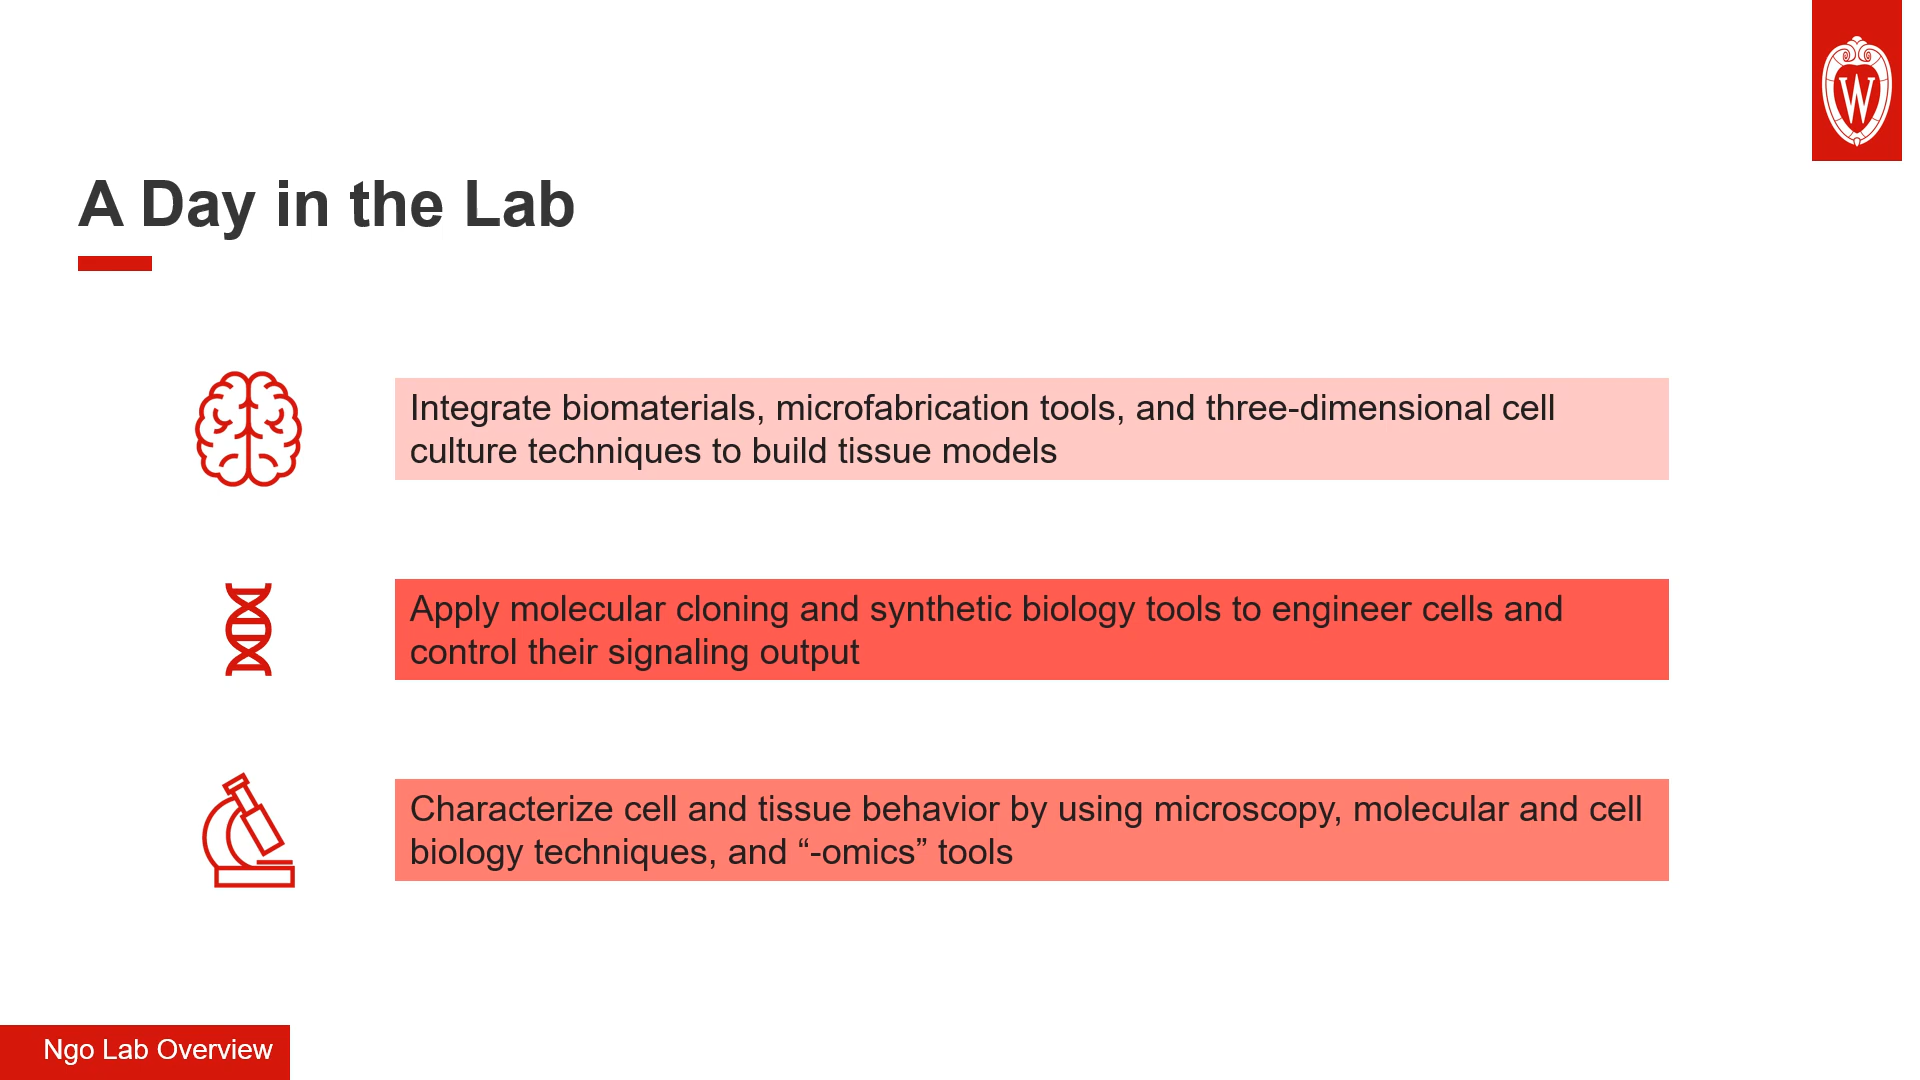 W
A Day in the Lab
Integrate biomaterials, microfabrication tools, and three-dimensional cell
culture techniques to build tissue models
Apply molecular cloning and synthetic biology tools to engineer cells and
control their signaling output
Characterize cell and tissue behavior by using microscopy, molecular and cell
biology techniques, and “-omics” tools
Ngo Lab Overview